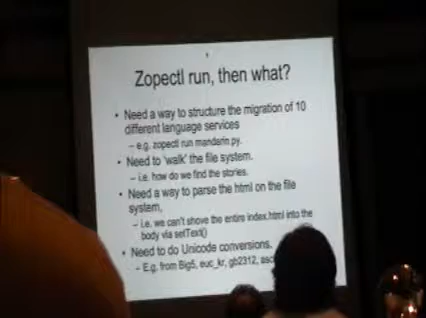 Zopectl run, then what?
• Need a way to structure the migration of 10
different language services
– e.g. zopectl run mandarin.py.
• Need to 'walk' the file system.
– i.e. how do we find the stories.
• Need a way to parse the html on the file
system,
– i.e. we can't shove the entire index.html into the
body via setText()
• Need to do Unicode conversions.
– E.g. from Big5, euc_kr, gb2312,